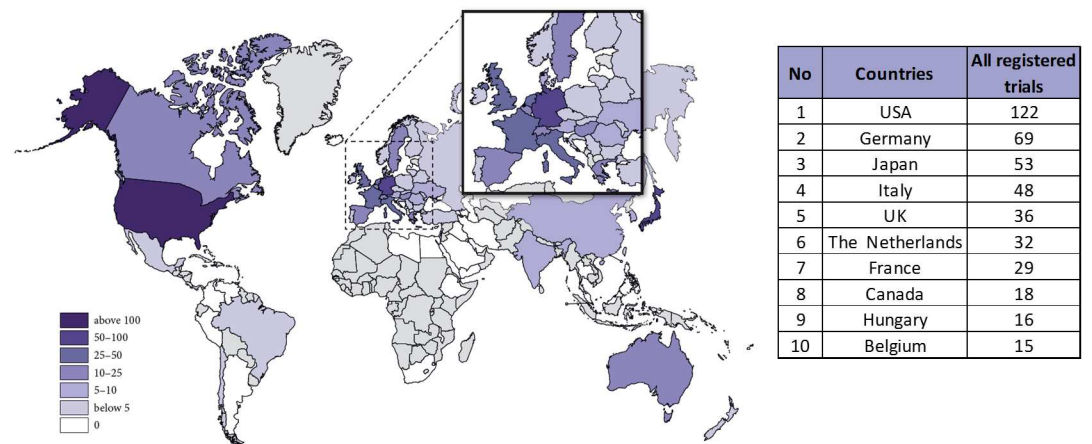 above 100
50–100
25–50
10–25
5–10
below 5
0
No Countries All registered trials
1 USA 122
2 Germany 69
3 Japan 53
4 Italy 48
5 UK 36
6 The Netherlands 32
7 France 29
8 Canada 18
9 Hungary 16
10 Belgium 15